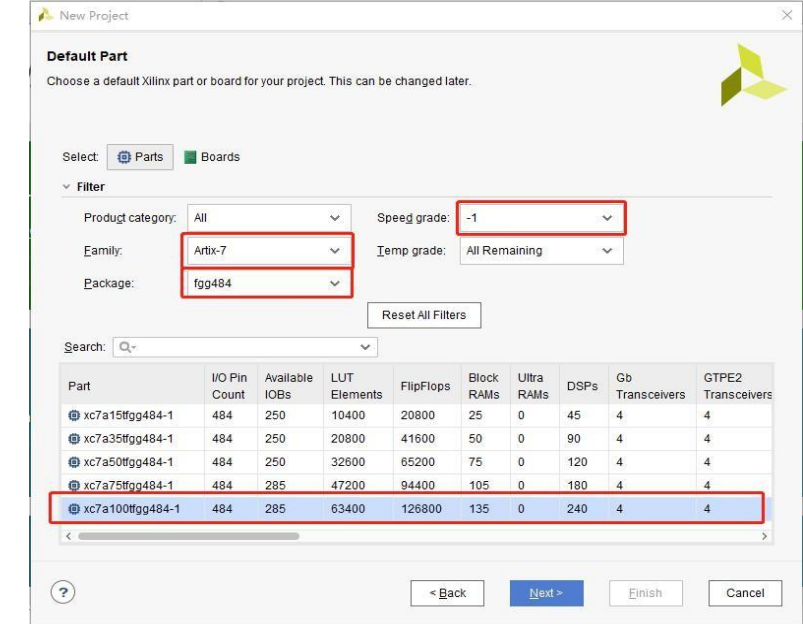 New Project
Default Part
Choose a default Xilinx part or board for your project. This can be changed later.
Select: Parts Boards
Filter
Product category: All Speed grade: -1
Family: Artix-7 Temp grade: All Remaining
Package: fgg484
Reset All Filters
Search: Q-
Part I/O Pin Count Available IOBs LUT Elements FlipFlops Block RAMs Ultra RAMs DSPs Gb Transceivers GTPE2 Transceivers
xc7a15tfgg484-1 484 250 10400 20800 25 0 45 4 4
xc7a35tfgg484-1 484 250 20800 41600 50 0 90 4 4
xc7a50tfgg484-1 484 250 32600 65200 75 0 120 4 4
xc7a75tfgg484-1 484 285 47200 94400 105 0 180 4 4
xc7a100tfgg484-1 484 285 63400 126800 135 0 240 4 4
? < Back Next > Finish Cancel